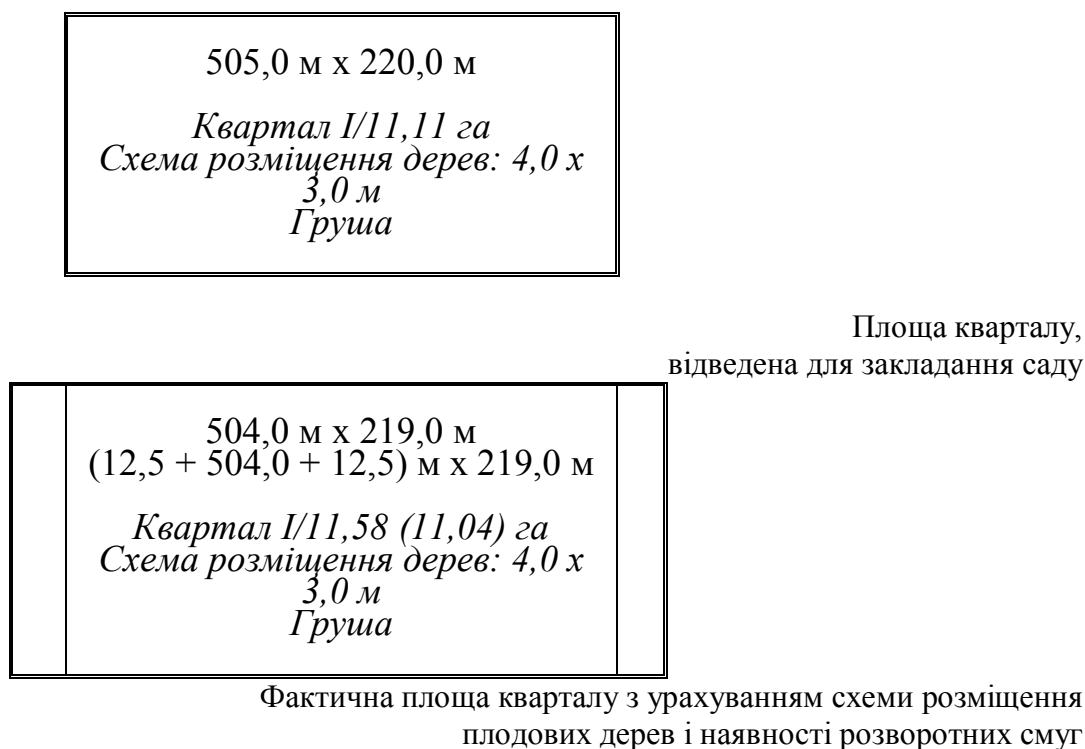 505,0 м х 220,0 м
Квартал І/11,11 га
Схема розміщення дерев: 4,0 х
3,0 м
Груша
Площа кварталу,
відведена для закладання саду
504,0 м х 219,0 м
(12,5 + 504,0 + 12,5) м х 219,0 м
Квартал І/11,58 (11,04) га
Схема розміщення дерев: 4,0 х
3,0 м
Груша
Фактична площа кварталу з урахуванням схеми розміщення
плодових дерев і наявності розворотних смуг